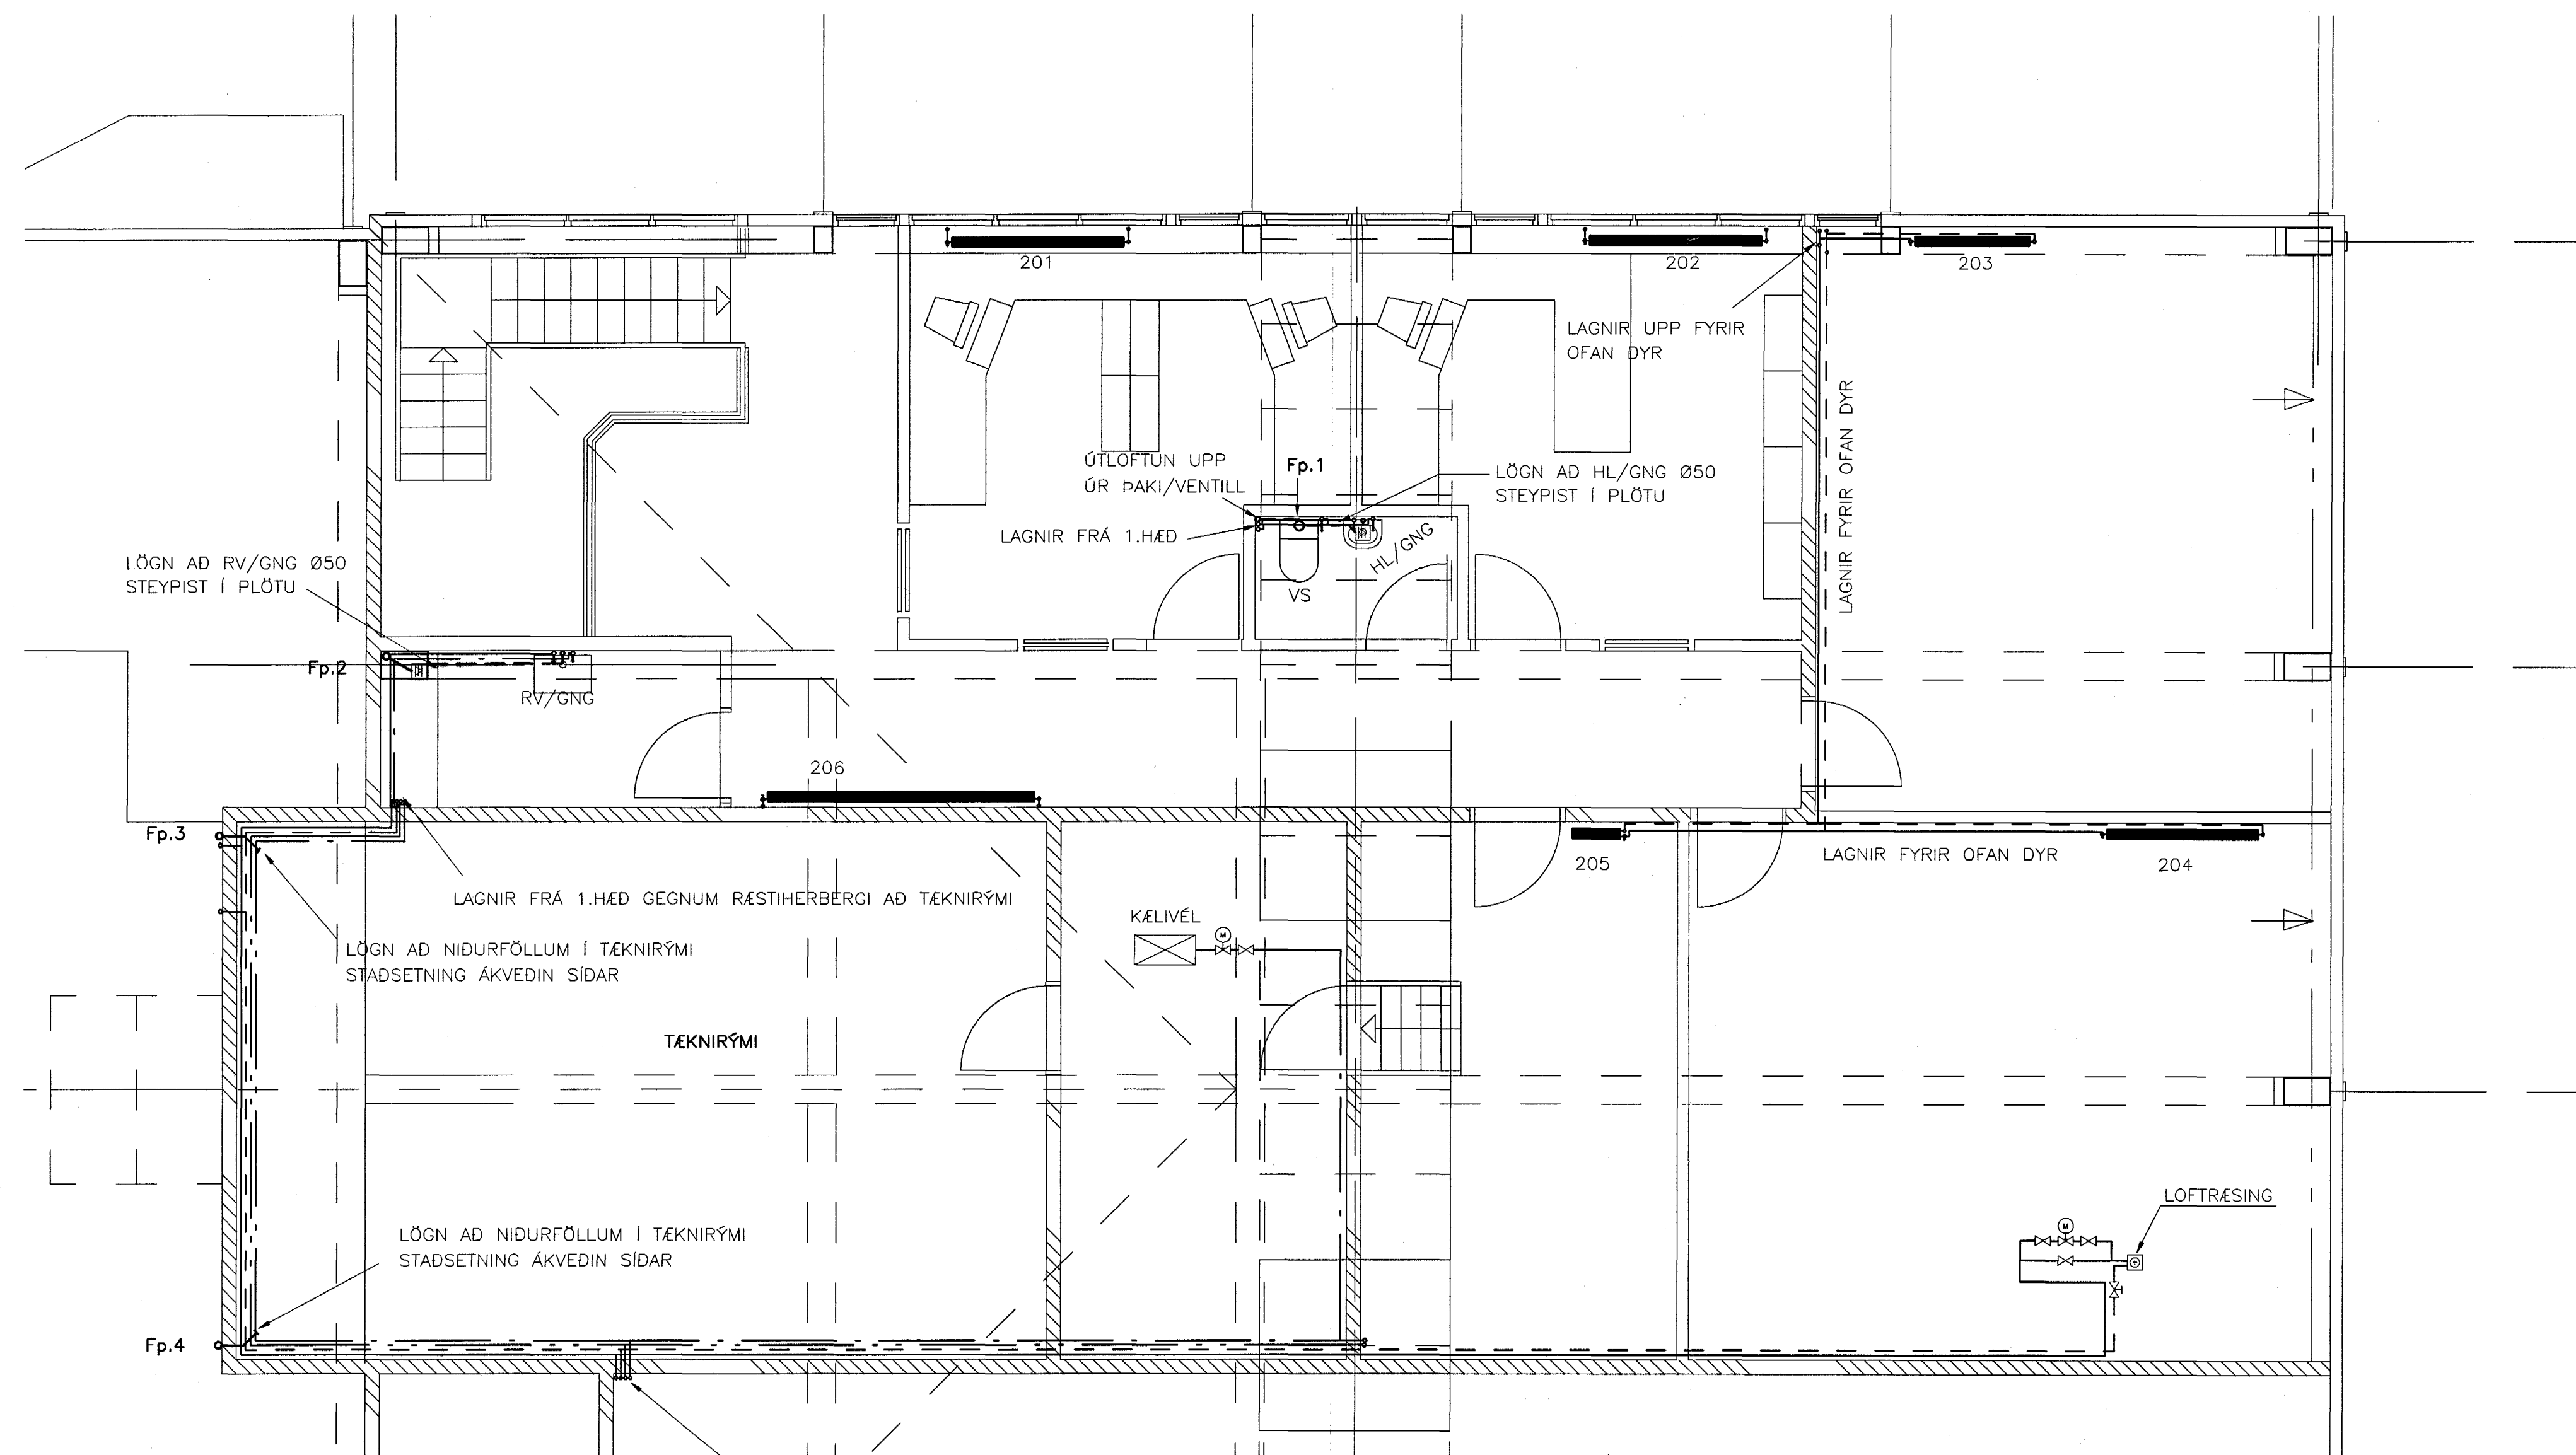 201
202
203
LAGNIR UPP FYRIR
OFAN DYR
LAGNIR FYRIR OFAN DYR
ÚTLOFTUN UPP
ÚR ÞAKI/VENTILL
Fp.1
LÖGN AÐ HL/GNG Ø50
STEYPIST Í PLÖTU
LAGNIR FRÁ 1.HÆÐ
HL/GNG
VS
LÖGN AÐ RV/GNG Ø50
STEYPIST Í PLÖTU
Fp.2
RV/GNG
206
Fp.3
205
LAGNIR FYRIR OFAN DYR
204
LAGNIR FRÁ 1.HÆÐ GEGNUM RÆSTIHERBERGI AÐ TÆKNIRÝMI
KÆLIVÉL
M
LÖGN AÐ NIÐURFÖLLUM Í TÆKNIRÝMI
STAÐSETNING ÁKVEÐIN SÍÐAR
TÆKNIRÝMI
LOFTRÆSING
M
LÖGN AÐ NIÐURFÖLLUM Í TÆKNIRÝMI
STAÐSETNING ÁKVEÐIN SÍÐAR
Fp.4